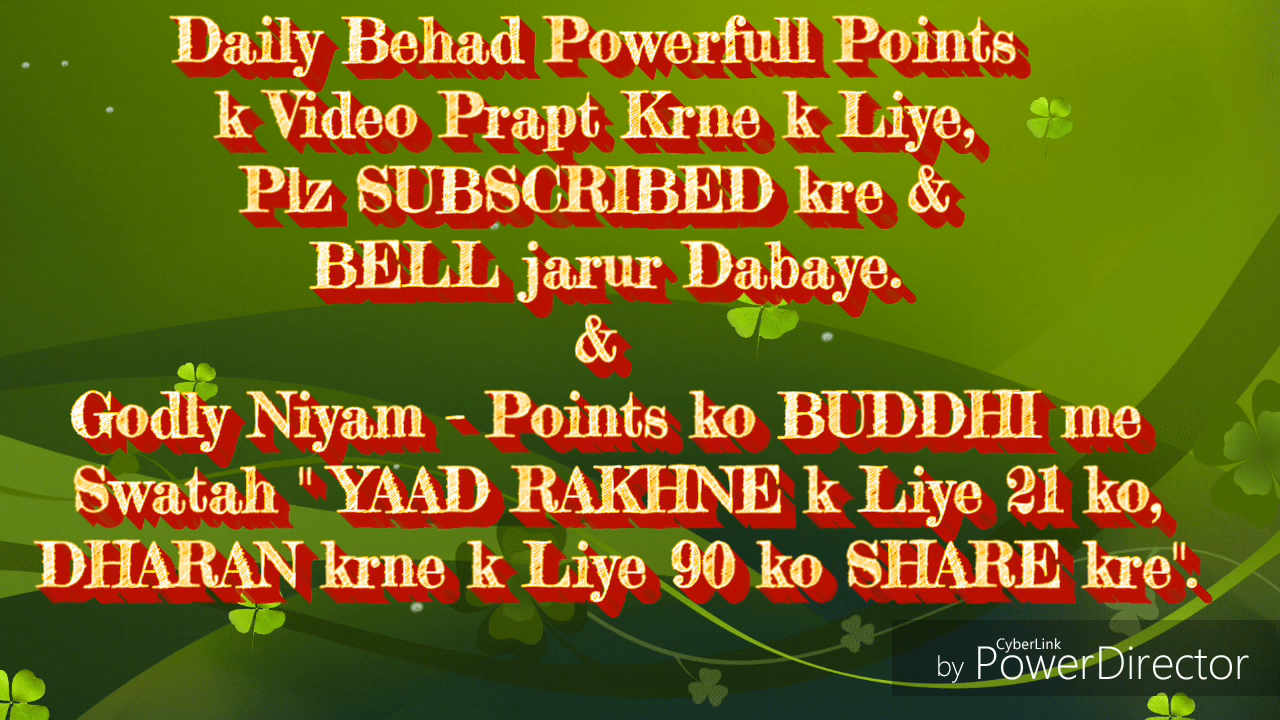 Daily Behad Powerfull Points
k Video Prapt Krne k Liye,
Plz SUBSCRIBED kre &
BELL jarur Dabaye.
&
Godly Niyam - Points ko BUDDHI me
Swatah " YAAD RAKHNE k Liye 21 ko,
DHARAN krne k Liye 90 ko SHARE kre".
CyberLink
by PowerDirector